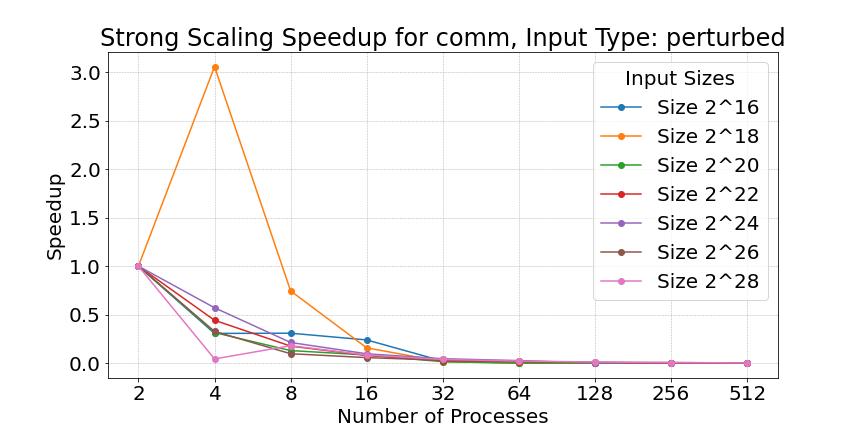 Strong Scaling Speedup for comm, Input Type: perturbed
Speedup
3.0
2.5
2.0
1.5
1.0
0.5
0.0
Input Sizes
Size 2^16
Size 2^18
Size 2^20
Size 2^22
Size 2^24
Size 2^26
Size 2^28
2 4 8 16 32 64 128 256 512
Number of Processes